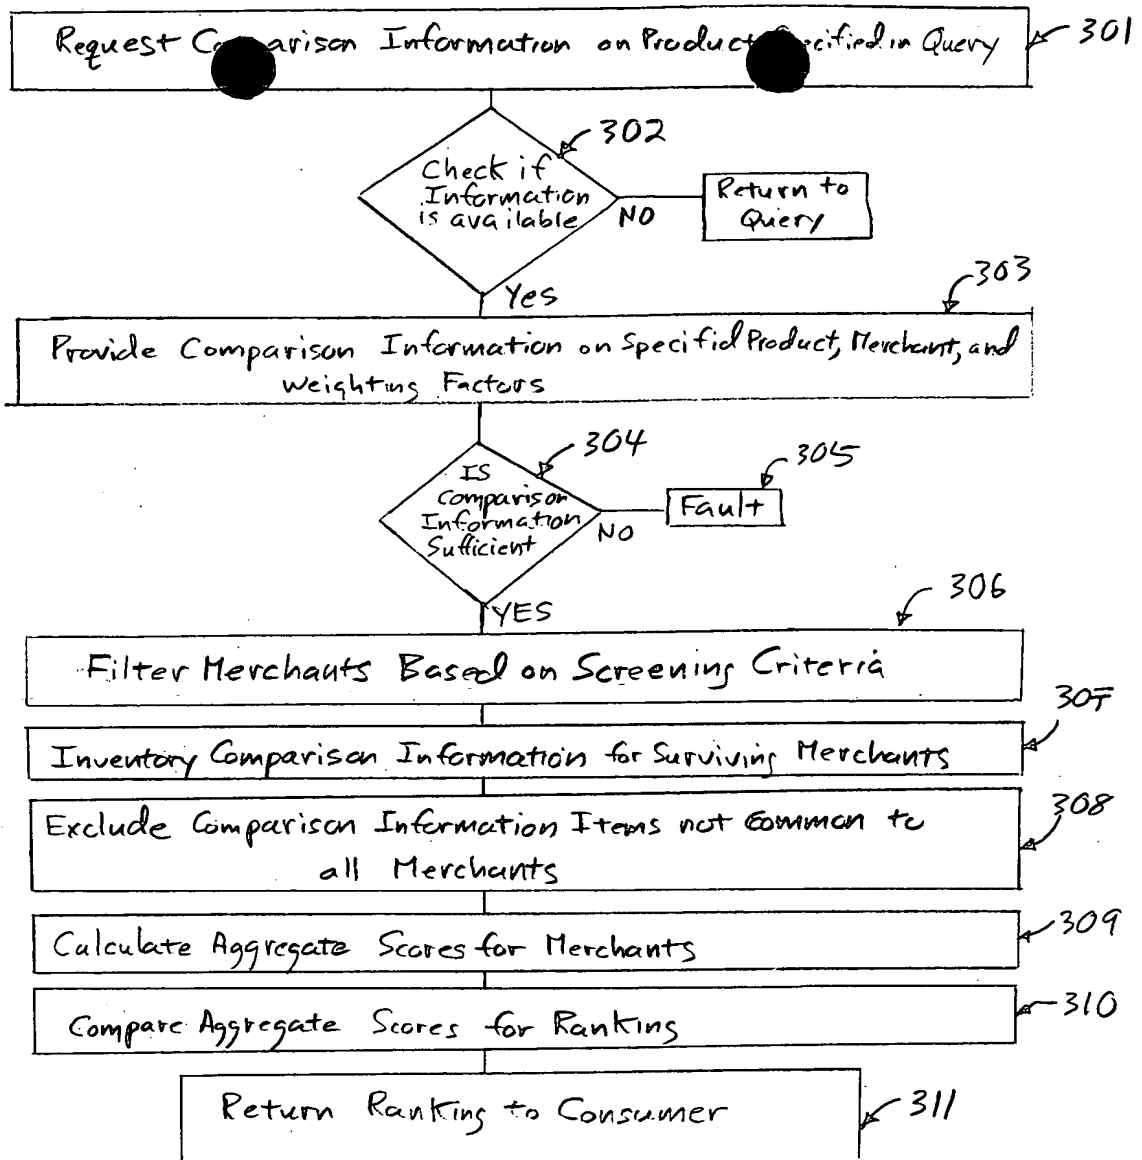 Request Comparison Information on Product Specified in Query
301
302
Check if
Information
is available
NO
Return to
Query
Yes
303
Provide Comparison Information on Specifid Product, Merchant, and
Weighting Factors
304
305
Is
Comparison
Information
Sufficient
NO
Fault
YES
306
Filter Merchants Based on Screening Criteria
307
Inventory Comparison Information for Surviving Merchants
308
Exclude Comparison Information Items not Common to
all Merchants
309
Calculate Aggregate Scores for Merchants
310
Compare Aggregate Scores for Ranking
311
Return Ranking to Consumer